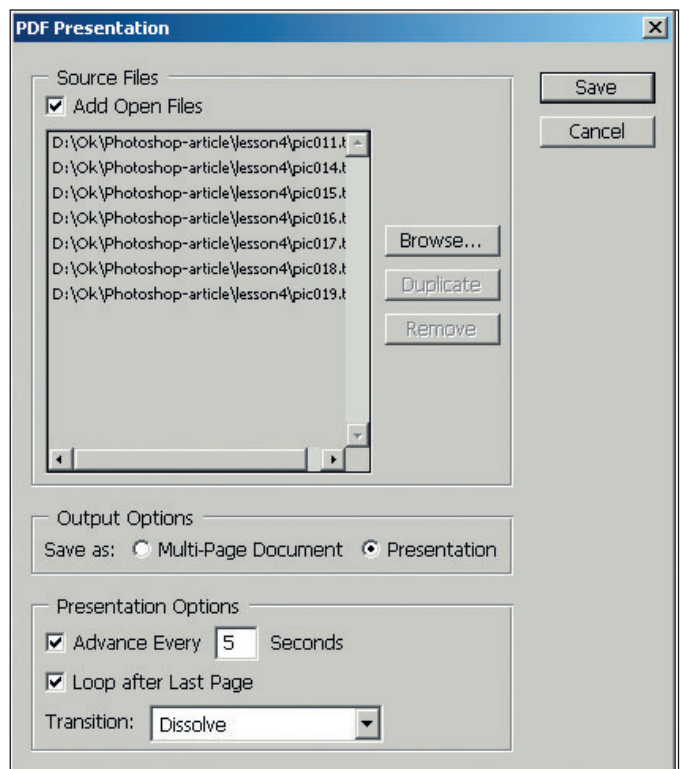 PDF Presentation
Source Files
Add Open Files
D:\Ok\Photoshop-article\lesson4\pic011.t
D:\Ok\Photoshop-article\lesson4\pic014.t
D:\Ok\Photoshop-article\lesson4\pic015.t
D:\Ok\Photoshop-article\lesson4\pic016.t
D:\Ok\Photoshop-article\lesson4\pic017.t
D:\Ok\Photoshop-article\lesson4\pic018.t
D:\Ok\Photoshop-article\lesson4\pic019.t
Browse...
Duplicate
Remove
Save
Cancel
Output Options
Save as: Multi-Page Document Presentation
Presentation Options
Advance Every 5 Seconds
Loop after Last Page
Transition: Dissolve